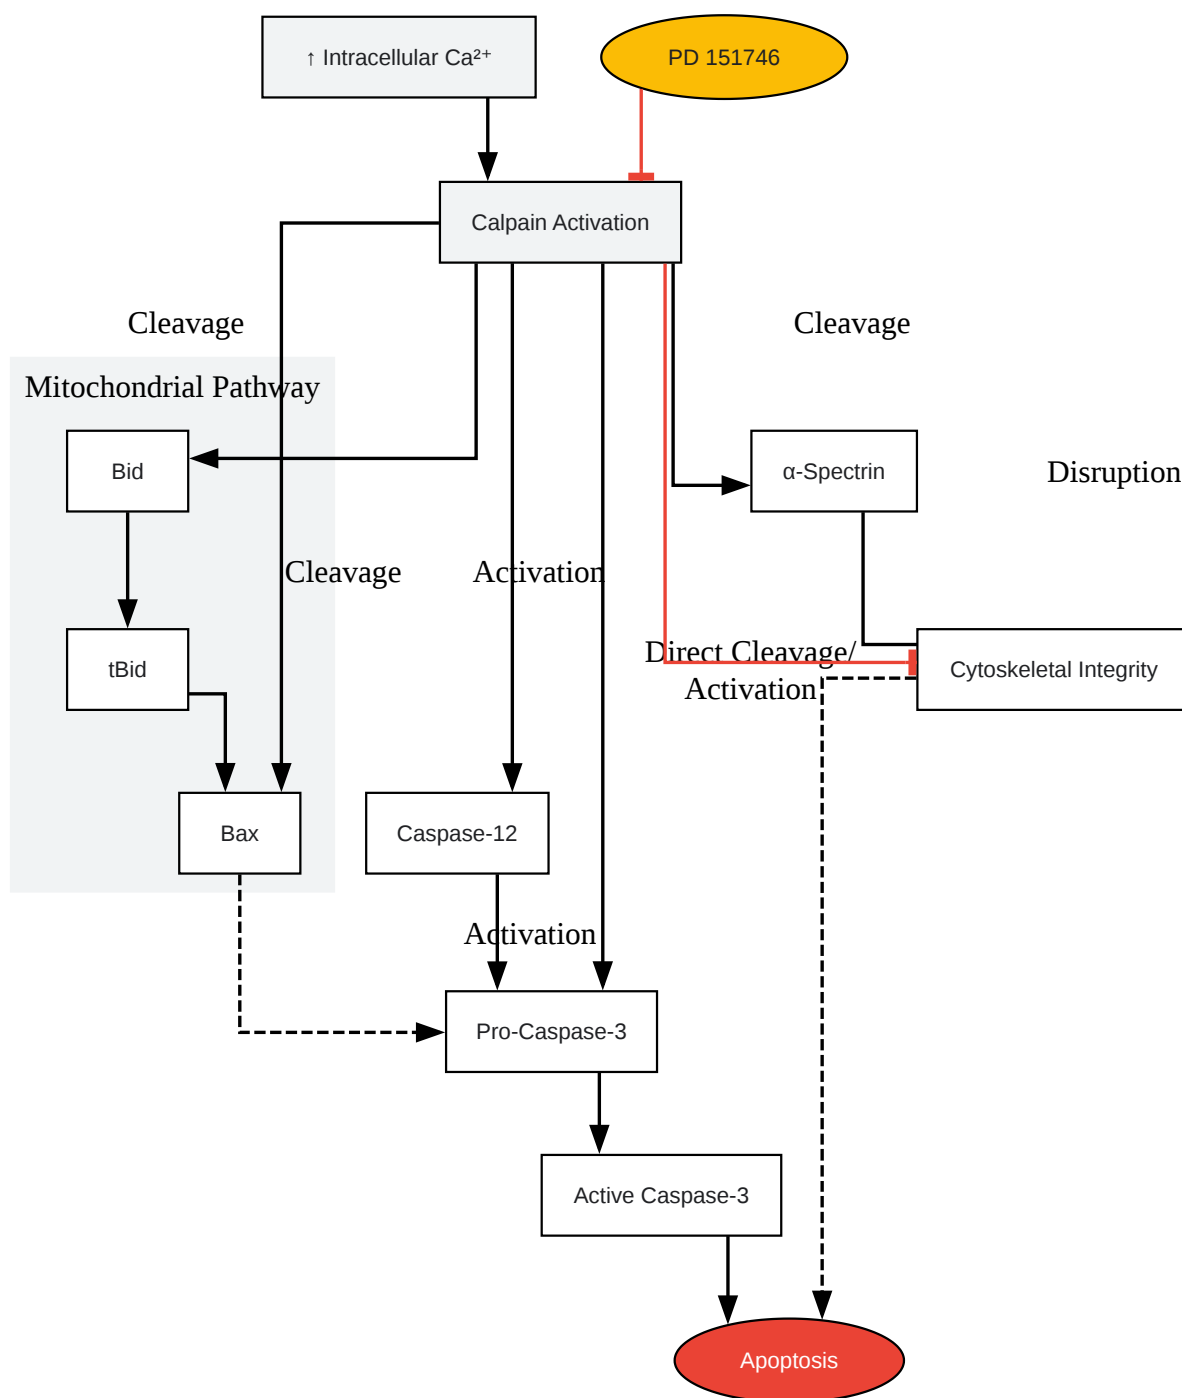 ↑ Intracellular Ca²⁺
PD 151746
Calpain Activation
Cleavage
Cleavage
Mitochondrial Pathway
Bid
α-Spectrin
Disruption
Cleavage
Activation
tBid
Direct Cleavage/
Activation
Cytoskeletal Integrity
Bax
Caspase-12
Activation
Pro-Caspase-3
Active Caspase-3
Apoptosis